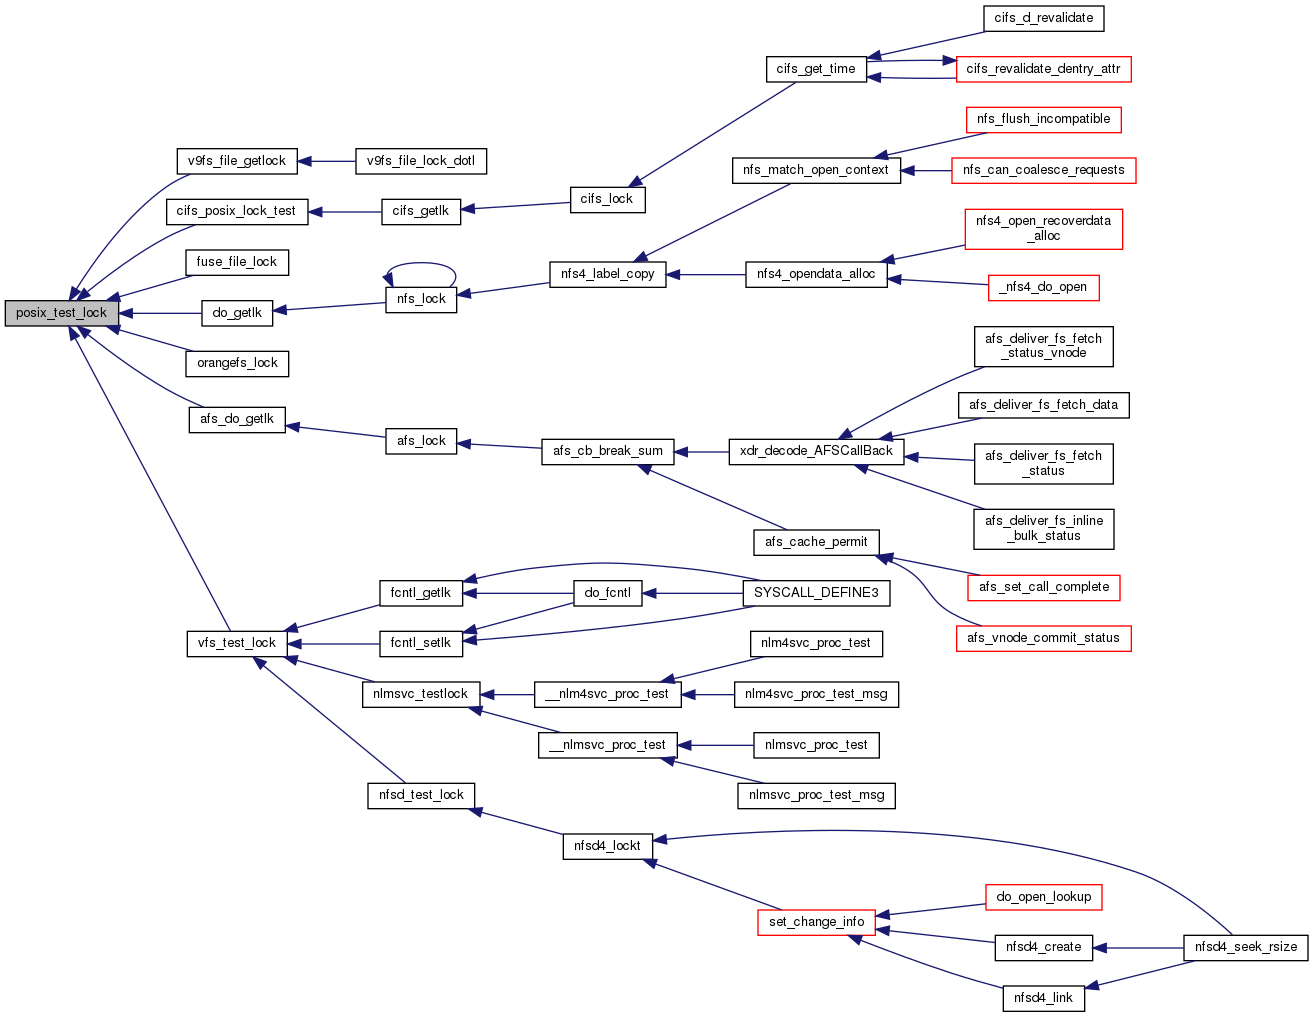 cifs_d_revalidate
cifs_get_time
cifs_revalidate_dentry_attr
nfs_flush_incompatible
v9fs_file_getlock
v9fs_file_lock_dotl
nfs_match_open_context
nfs_can_coalesce_requests
cifs_posix_lock_test
cifs_getlk
cifs_lock
nfs4_open_recoverdata
_alloc
fuse_file_lock
nfs4_label_copy
nfs4_opendata_alloc
_nfs4_do_open
nfs_lock
posix_test_lock
do_getlk
afs_deliver_fs_fetch
_status_vnode
orangefs_lock
afs_deliver_fs_fetch_data
afs_do_getlk
afs_lock
afs_cb_break_sum
xdr_decode_AFSCallBack
afs_deliver_fs_fetch
_status
afs_deliver_fs_inline
_bulk_status
afs_cache_permit
afs_set_call_complete
fcntl_getlk
do_fcntl
SYSCALL_DEFINE3
afs_vnode_commit_status
vfs_test_lock
fcntl_setlk
nlm4svc_proc_test
nlmsvc_testlock
__nlm4svc_proc_test
nlm4svc_proc_test_msg
__nlmsvc_proc_test
nlmsvc_proc_test
nfsd_test_lock
nlmsvc_proc_test_msg
nfsd4_lockt
do_open_lookup
set_change_info
nfsd4_create
nfsd4_seek_rsize
nfsd4_link